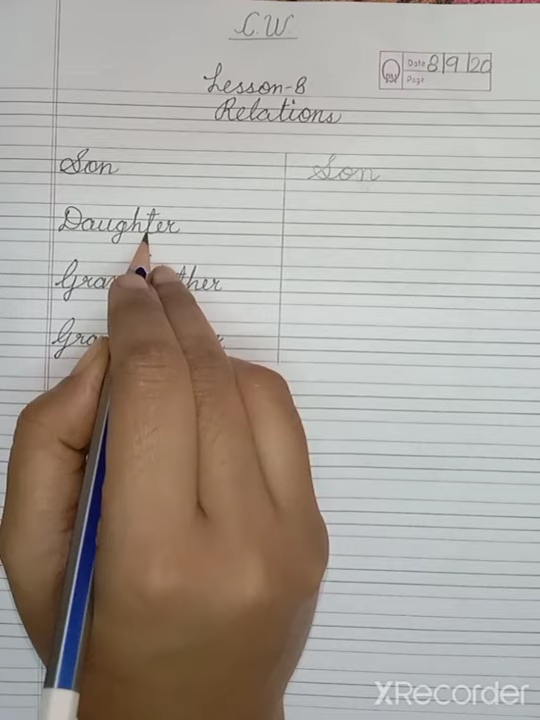 C.W
Date 8/9/20
Page
Lesson-8
Relations
Son Son
Daughter
XRecorder